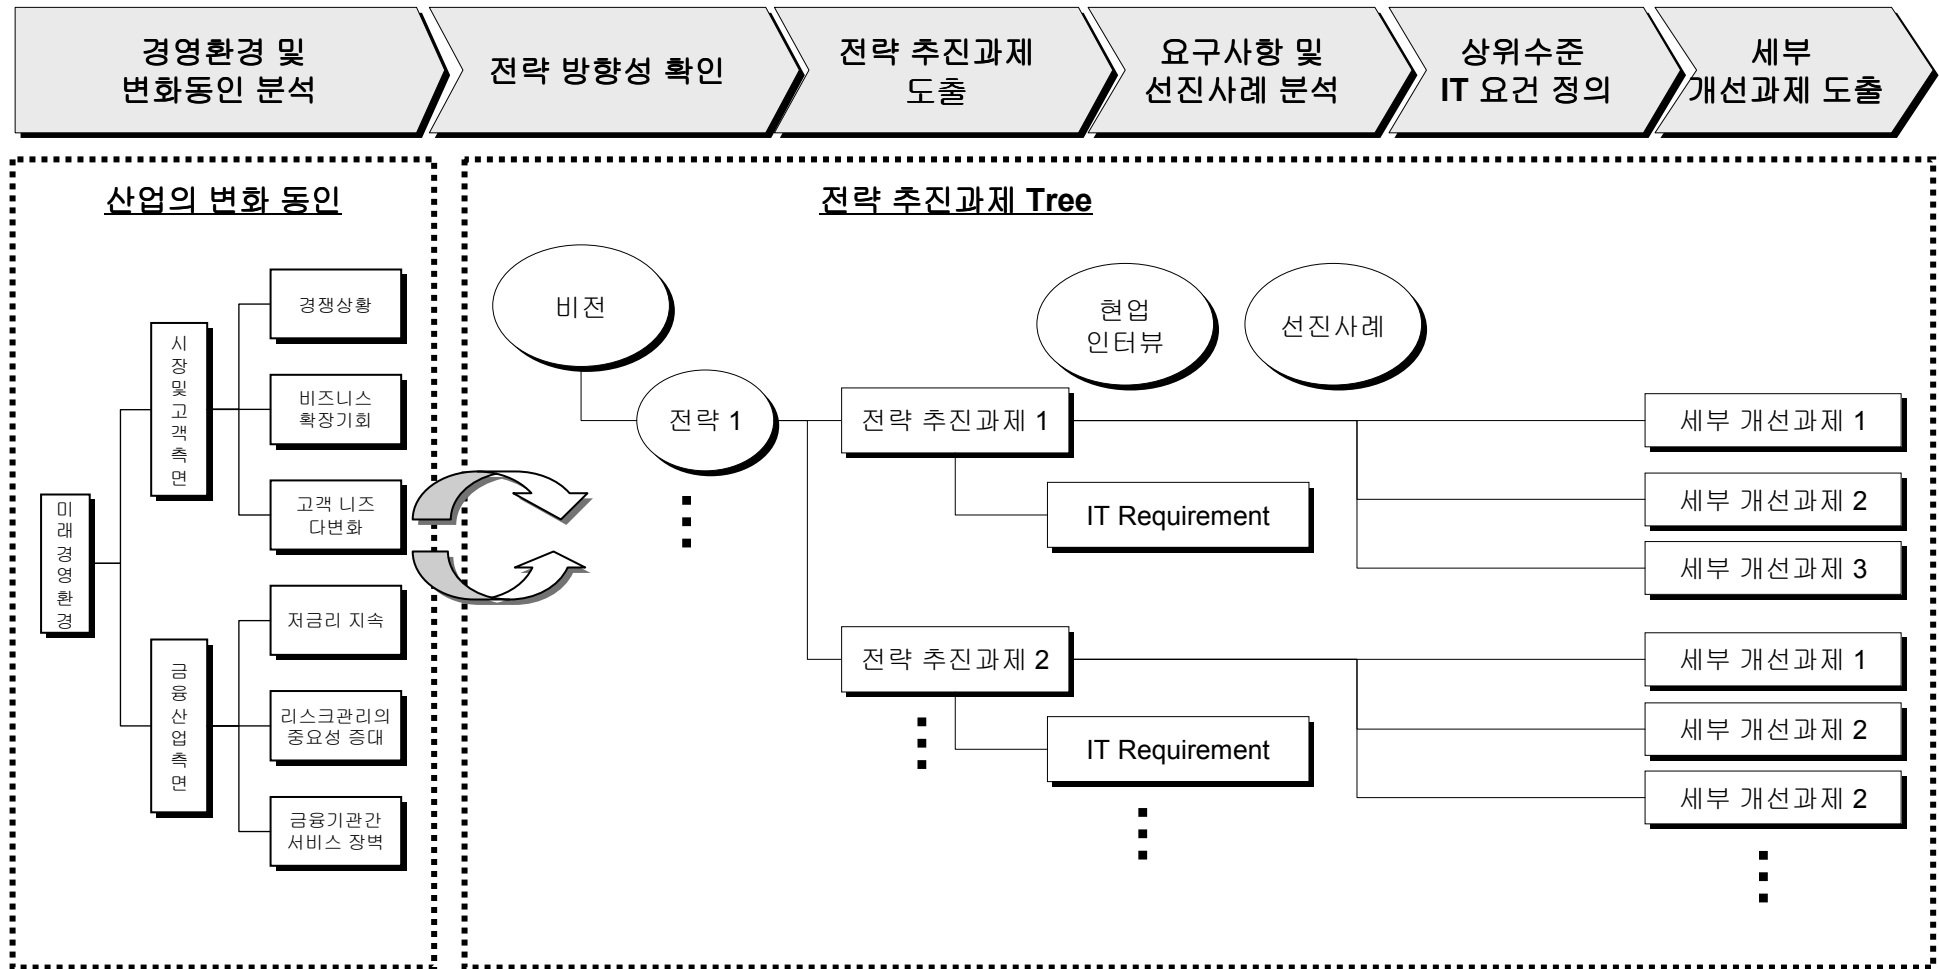 경영환경 및
변화동인 분석
전략 방향성 확인
전략 추진과제
도출
요구사항 및
선진사례 분석
상위수준
IT 요건 정의
세부
개선과제 도출
산업의 변화 동인
미래경영환경
시장및고객측면
경쟁상황
비즈니스
확장기회
고객 니즈
다변화
금융산업측면
저금리 지속
리스크관리의
중요성 증대
금융기관간
서비스 장벽
전략 추진과제 Tree
비전
현업
인터뷰
선진사례
전략 1
전략 추진과제 1
IT Requirement
세부 개선과제 1
세부 개선과제 2
세부 개선과제 3
전략 추진과제 2
IT Requirement
세부 개선과제 1
세부 개선과제 2
세부 개선과제 2